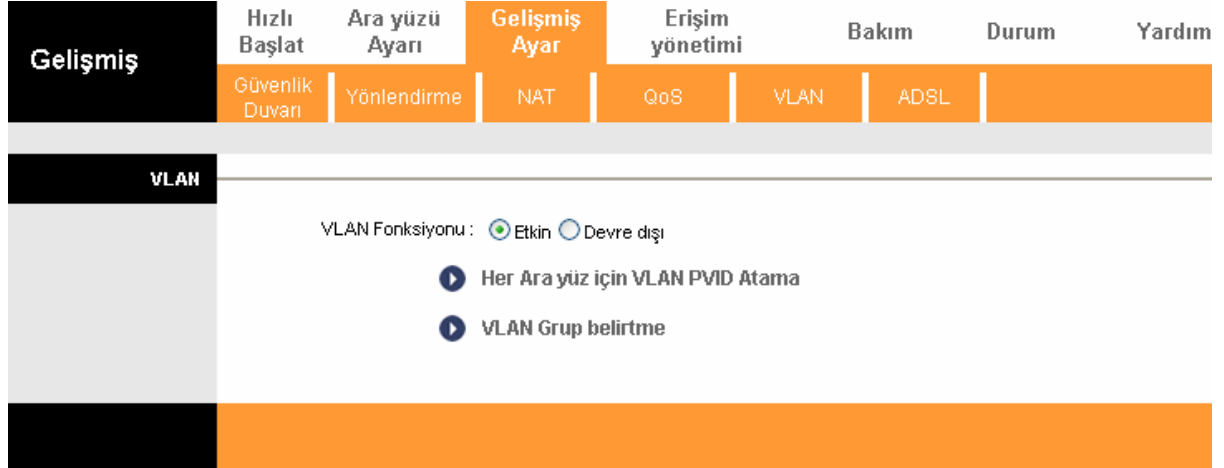 Gelişmiş
Hızlı Başlat
Ara yüzü Ayarı
Gelişmiş Ayar
Erişim yönetimi
Bakım
Durum
Yardım
Güvenlik Duvarı
Yönlendirme
NAT
QoS
VLAN
ADSL
VLAN
VLAN Fonksiyonu : Etkin Devre dışı
Her Ara yüz için VLAN PVID Atama
VLAN Grup belirtme